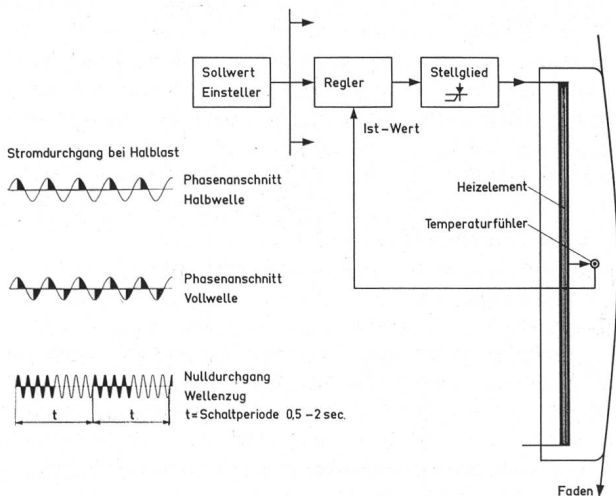 Sollwert
Einsteller
Regler
Stellglied
Ist-Wert
Stromdurchgang bei Halblast
Phasenanschnitt
Halbwelle
Heizelement
Temperaturfühler
Phasenanschnitt
Vollwelle
Nulldurchgang
Wellenzug
t = Schaltperiode 0,5 – 2 sec.
t
t
Faden